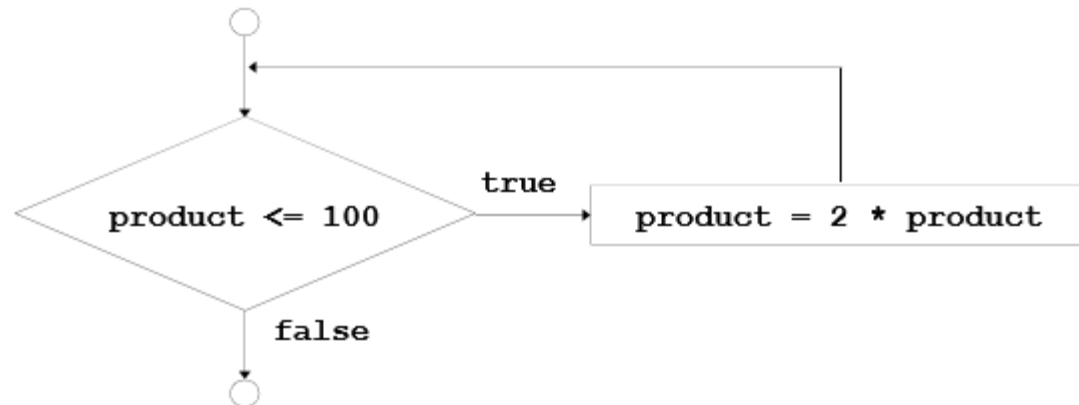 true
product <= 100
product = 2 * product
false